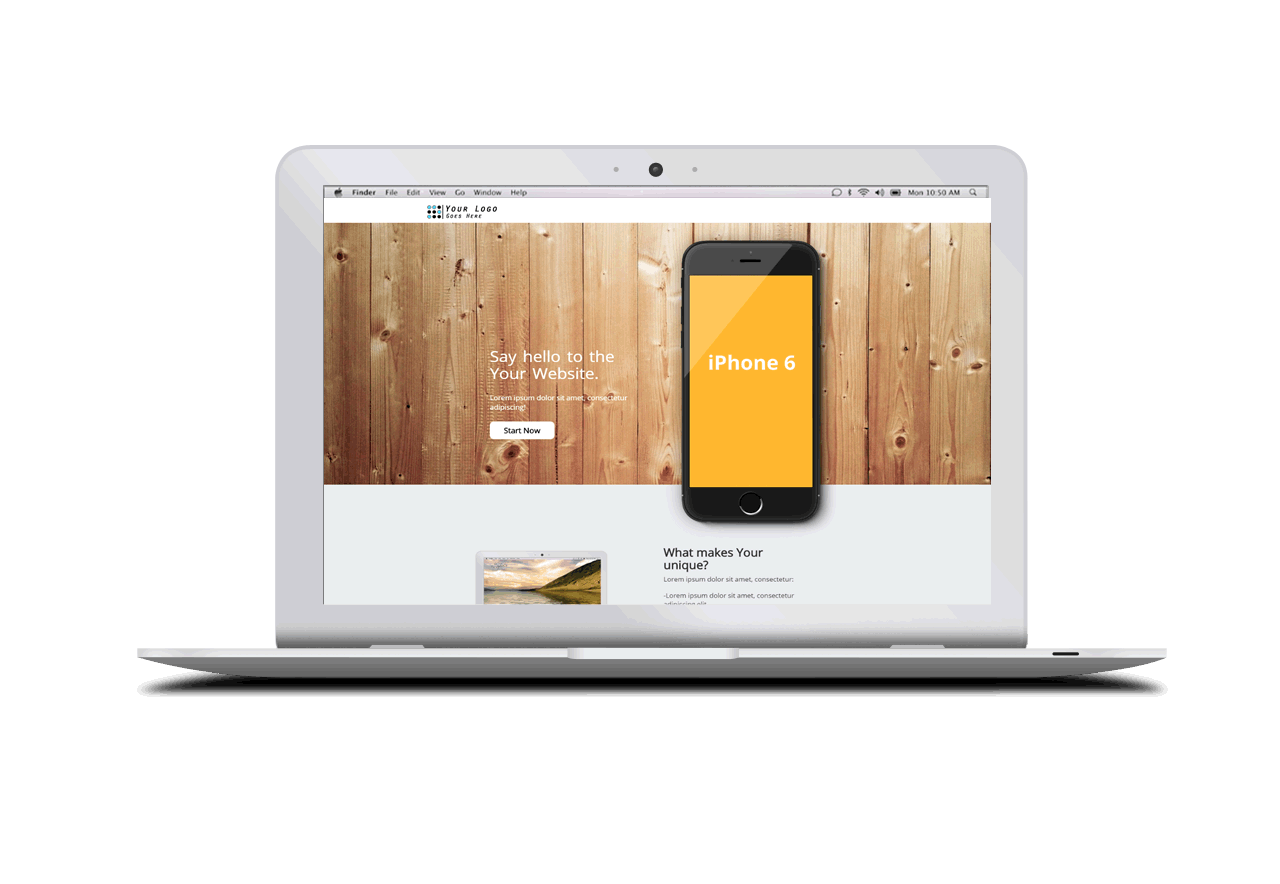 Finder File Edit View Go Window Help Mon 10:50 AM
Your Logo
Goes Here
iPhone 6
Say hello to the
Your Website.
Lorem ipsum dolor sit amet, consectetur
adipiscing!
Start Now
What makes Your
unique?
Lorem ipsum dolor sit amet, consectetur:
-Lorem ipsum dolor sit amet, consectetur
adipiscing elit